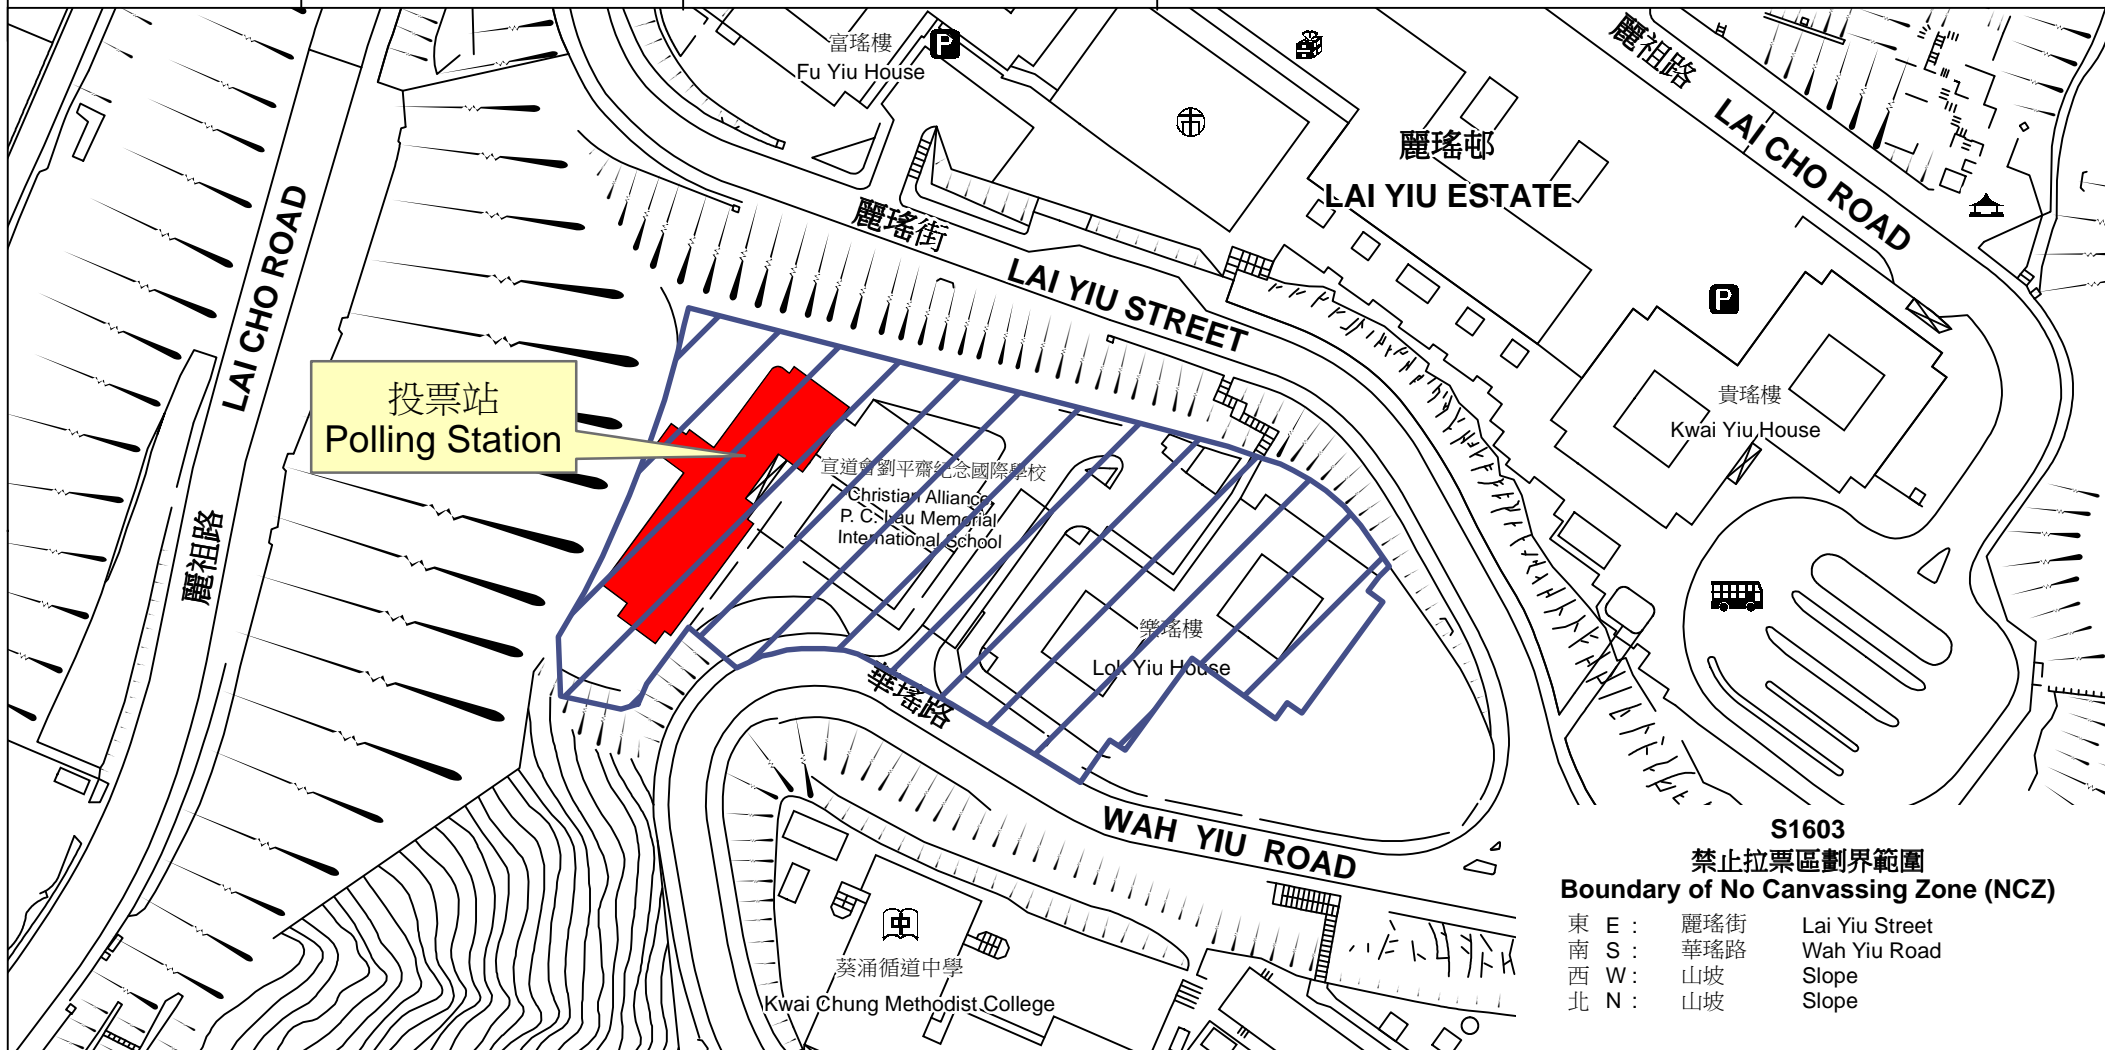 富瑤樓
Fu Yiu House
P
麗祖路
LAI CHO ROAD
麗瑤邨
LAI YIU ESTATE
麗瑤街
LAI YIU STREET
LAI CHO ROAD
麗祖路
投票站
Polling Station
P
貴瑤樓
Kwai Yiu House
宣道會劉平齋紀念國際學校
Christian Alliance
P. C. Lau Memorial
International School
樂瑤樓
Lok Yiu House
華瑤路
WAH YIU ROAD
中
葵涌循道中學
Kwai Chung Methodist College
S1603
禁止拉票區劃界範圍
Boundary of No Canvassing Zone (NCZ)
東 E : 麗瑤街 Lai Yiu Street
南 S : 華瑤路 Wah Yiu Road
西 W : 山坡 Slope
北 N : 山坡 Slope